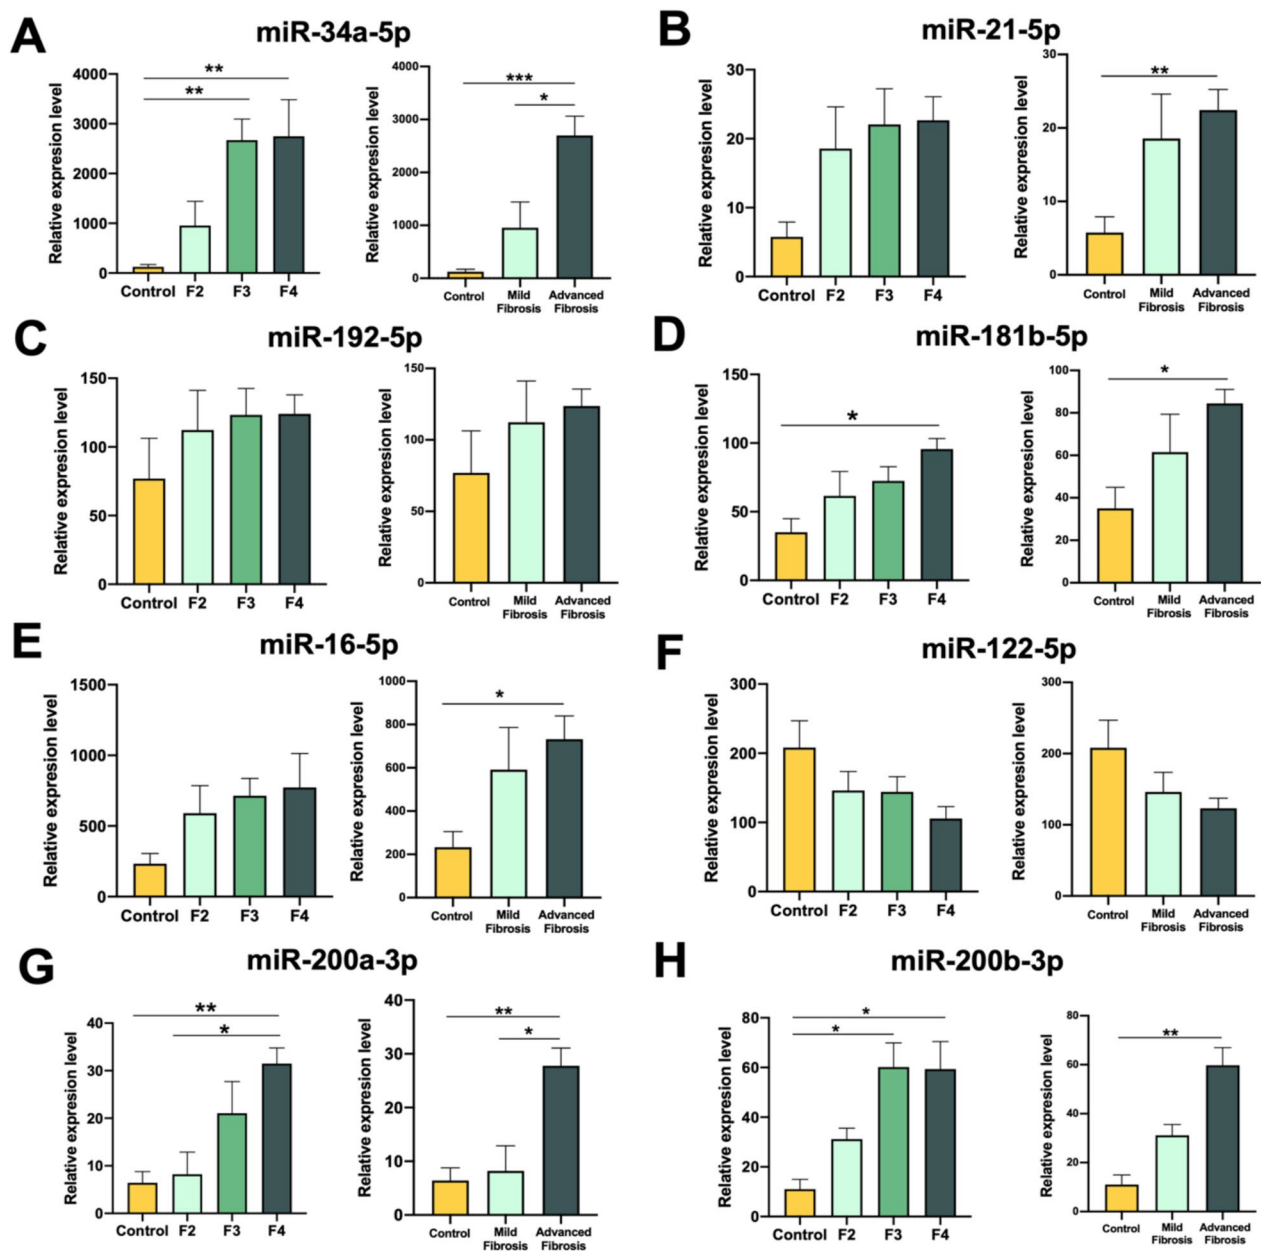 A
miR-34a-5p
Relative expresion level
4000
3000
2000
1000
0
**
**
Control F2 F3 F4
Relative expresion level
4000
3000
2000
1000
0
***
*
Control Mild Advanced
Fibrosis Fibrosis
B
miR-21-5p
Relative expresion level
30
20
10
0
Control F2 F3 F4
Relative expresion level
30
20
10
0
**
Control Mild Advanced
Fibrosis Fibrosis
C
miR-192-5p
Relative expresion level
150
100
50
0
Control F2 F3 F4
Relative expresion level
150
100
50
0
Control Mild Advanced
Fibrosis Fibrosis
D
miR-181b-5p
Relative expresion level
150
100
50
0
*
Control F2 F3 F4
Relative expresion level
100
80
60
40
20
0
*
Control Mild Advanced
Fibrosis Fibrosis
E
miR-16-5p
Relative expresion level
1500
1000
500
0
Control F2 F3 F4
Relative expresion level
1000
800
600
400
200
0
*
Control Mild Advanced
Fibrosis Fibrosis
F
miR-122-5p
Relative expresion level
300
200
100
0
Control F2 F3 F4
Relative expresion level
300
200
100
0
Control Mild Advanced
Fibrosis Fibrosis
G
miR-200a-3p
Relative expresion level
40
30
20
10
0
**
*
Control F2 F3 F4
Relative expresion level
40
30
20
10
0
**
*
Control Mild Advanced
Fibrosis Fibrosis
H
miR-200b-3p
Relative expresion level
80
60
40
20
0
*
*
Control F2 F3 F4
Relative expresion level
80
60
40
20
0
**
Control Mild Advanced
Fibrosis Fibrosis